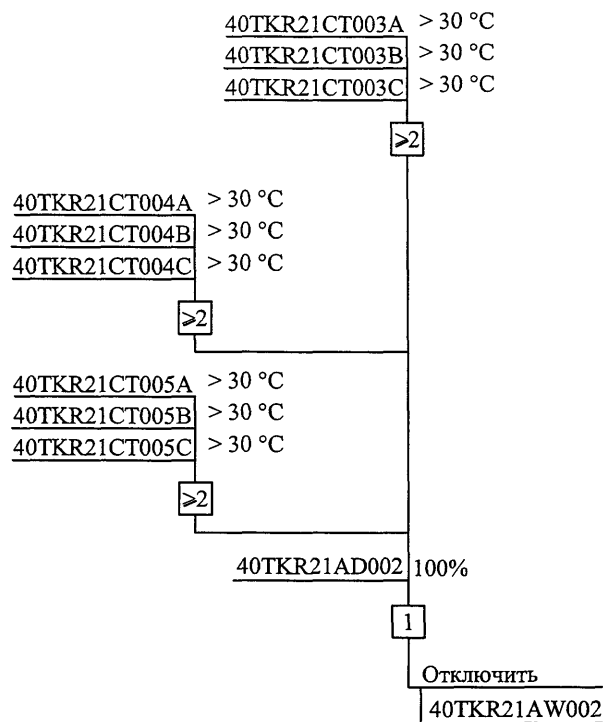 40TKR21CT003A > 30 °C
40TKR21CT003B > 30 °C
40TKR21CT003C > 30 °C
⩾2
40TKR21CT004A > 30 °C
40TKR21CT004B > 30 °C
40TKR21CT004C > 30 °C
⩾2
40TKR21CT005A > 30 °C
40TKR21CT005B > 30 °C
40TKR21CT005C > 30 °C
⩾2
40TKR21AD002 100%
1
Отключить
40TKR21AW002